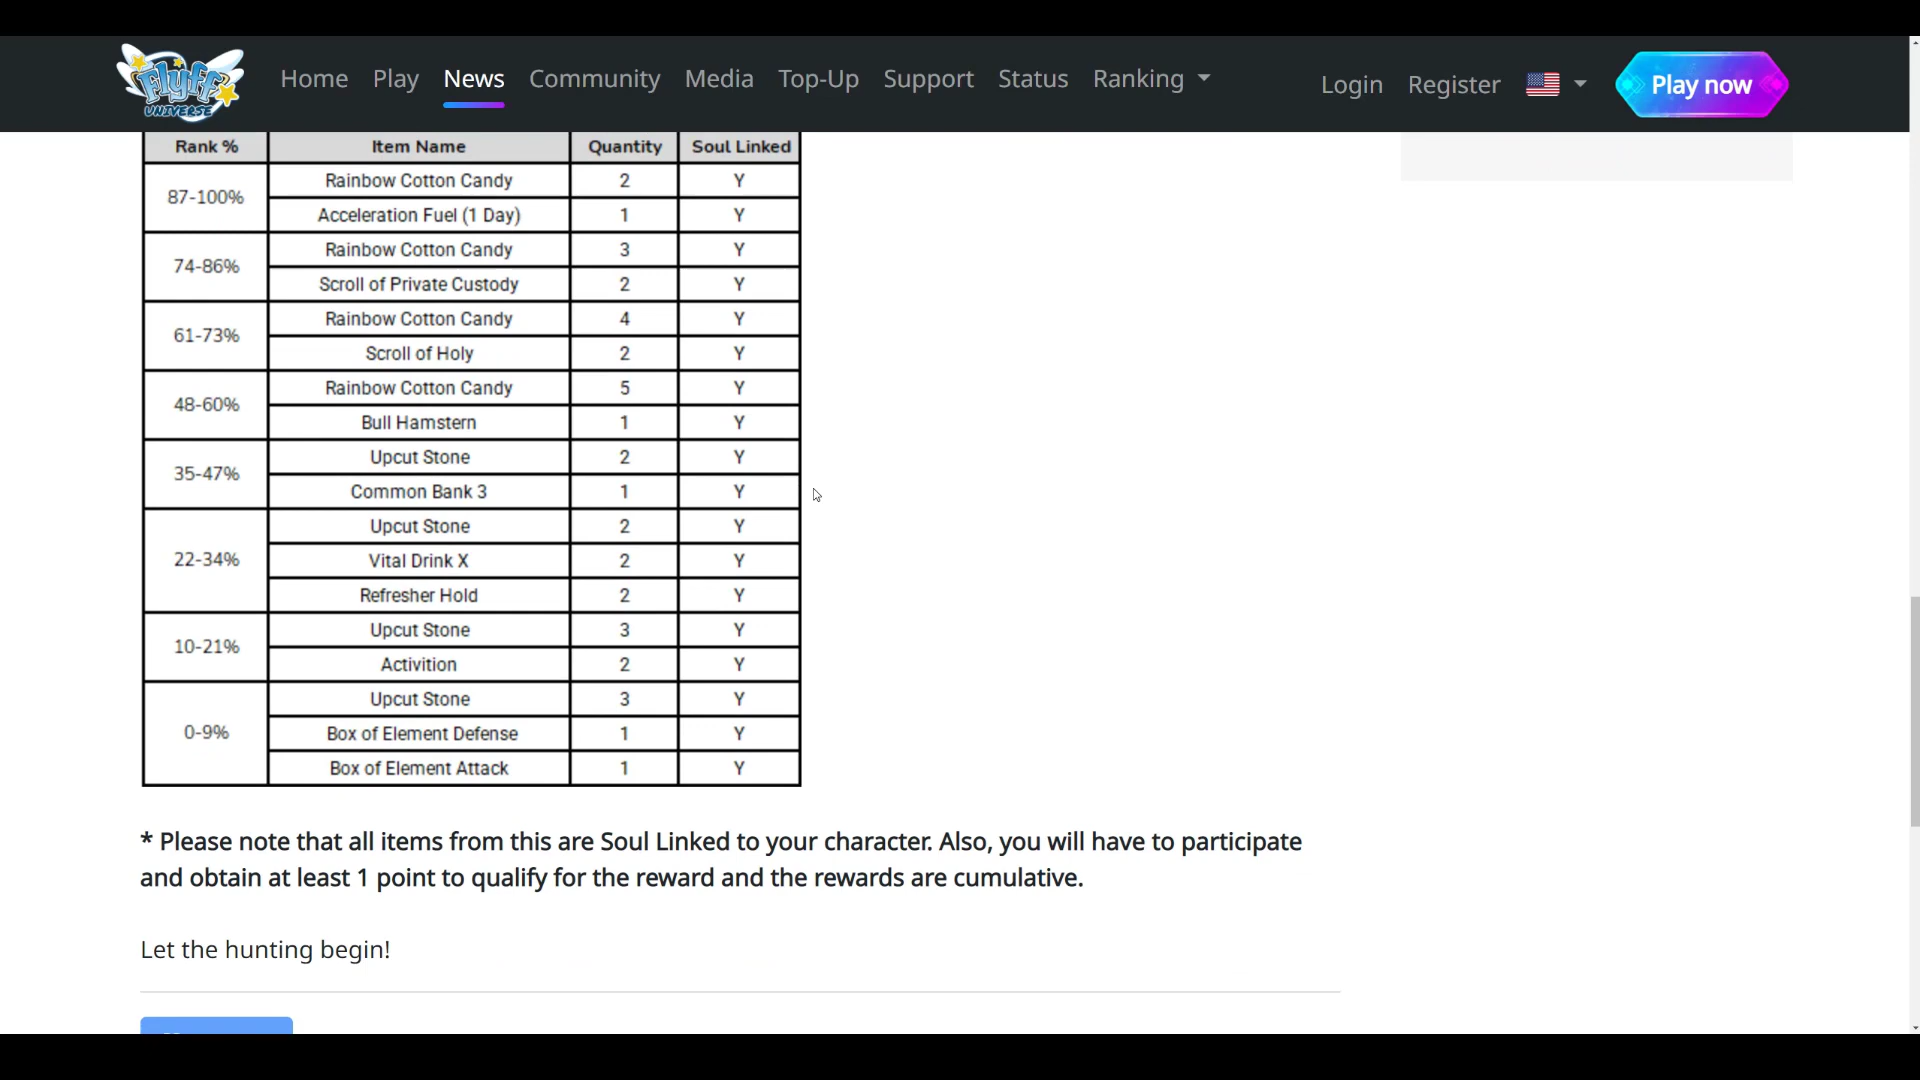 Flyff UNIVERSE
Home Play News Community Media Top-Up Support Status Ranking Login Register Play now
Rank % Item Name Quantity Soul Linked
87-100% Rainbow Cotton Candy 2 Y
Acceleration Fuel (1 Day) 1 Y
74-86% Rainbow Cotton Candy 3 Y
Scroll of Private Custody 2 Y
61-73% Rainbow Cotton Candy 4 Y
Scroll of Holy 2 Y
48-60% Rainbow Cotton Candy 5 Y
Bull Hamstern 1 Y
35-47% Upcut Stone 2 Y
Common Bank 3 1 Y
22-34% Upcut Stone 2 Y
Vital Drink X 2 Y
Refresher Hold 2 Y
10-21% Upcut Stone 3 Y
Activition 2 Y
0-9% Upcut Stone 3 Y
Box of Element Defense 1 Y
Box of Element Attack 1 Y
* Please note that all items from this are Soul Linked to your character. Also, you will have to participate
and obtain at least 1 point to qualify for the reward and the rewards are cumulative.
Let the hunting begin!